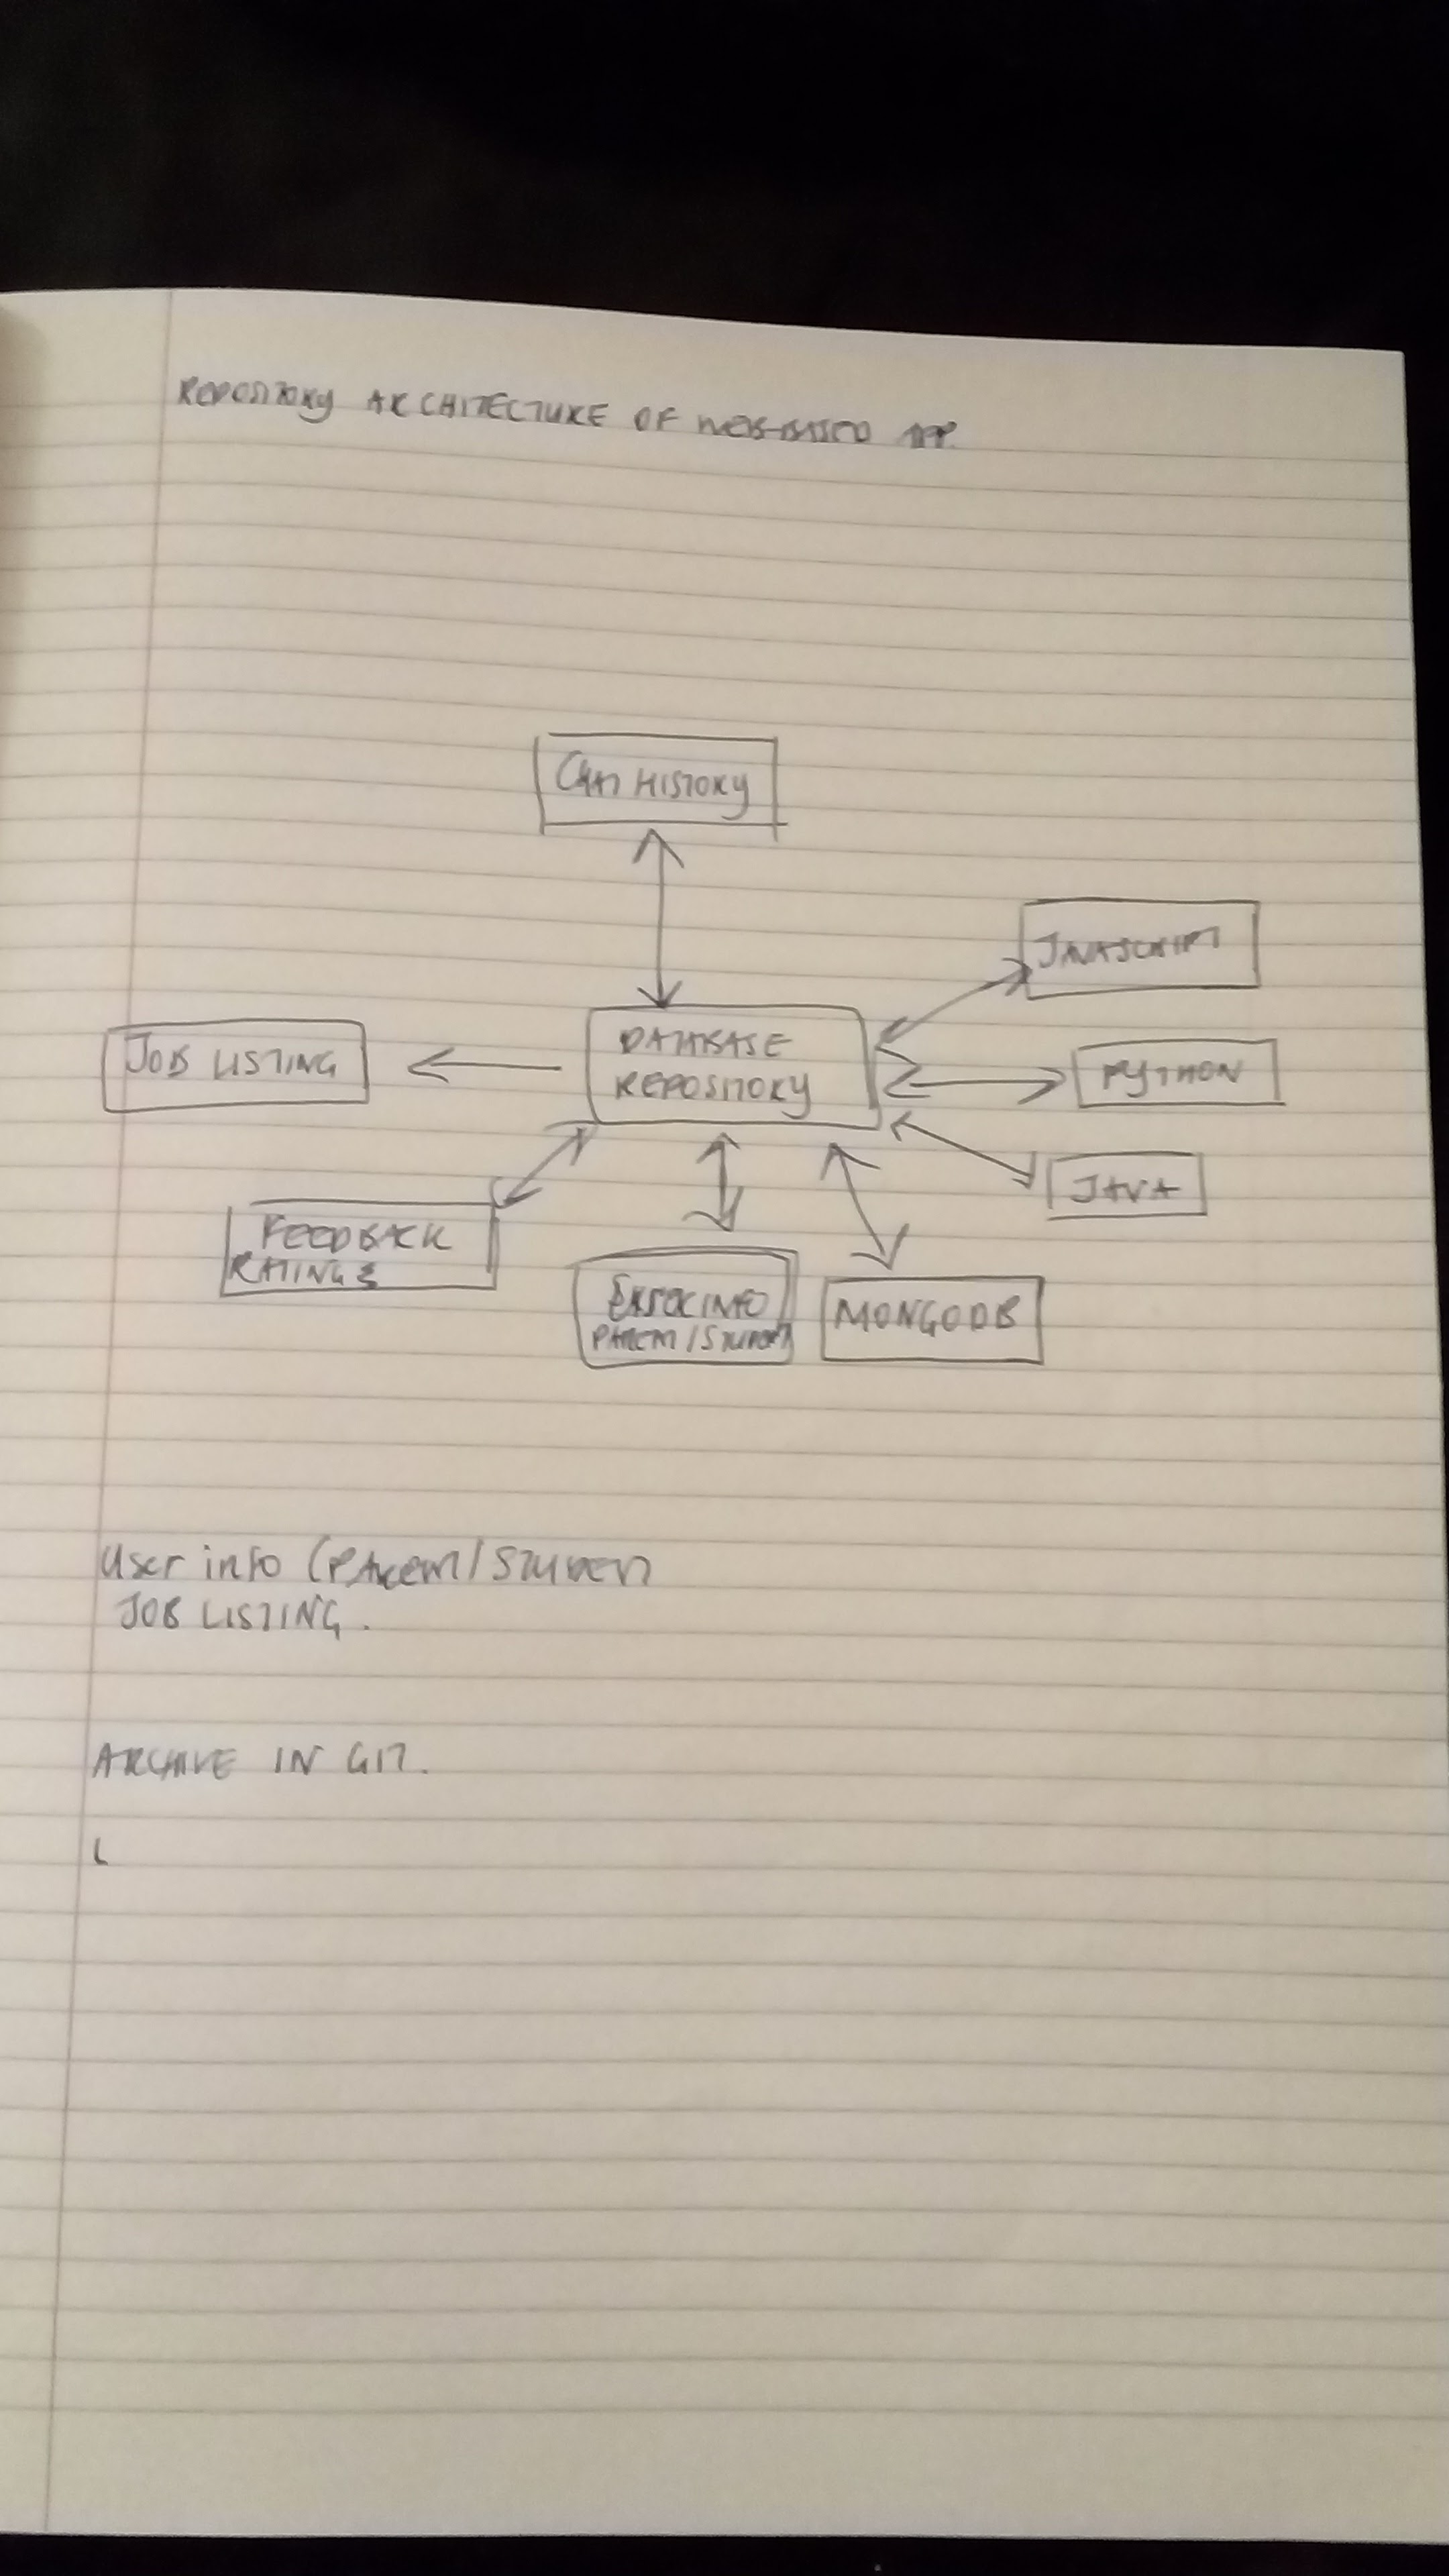 REPOSITORY ARCHITECTURE OF WEB-BASED APP.
CHAT HISTORY
JAVASCRIPT
JOB LISTING
DATABASE
REPOSITORY
PYTHON
JAVA
FEEDBACK
RATINGS
INFO
PARENT/STUDENT
MONGODB
User info (PARENT/STUDENT
JOB LISTING.
ARCHIVE IN GIT.
L